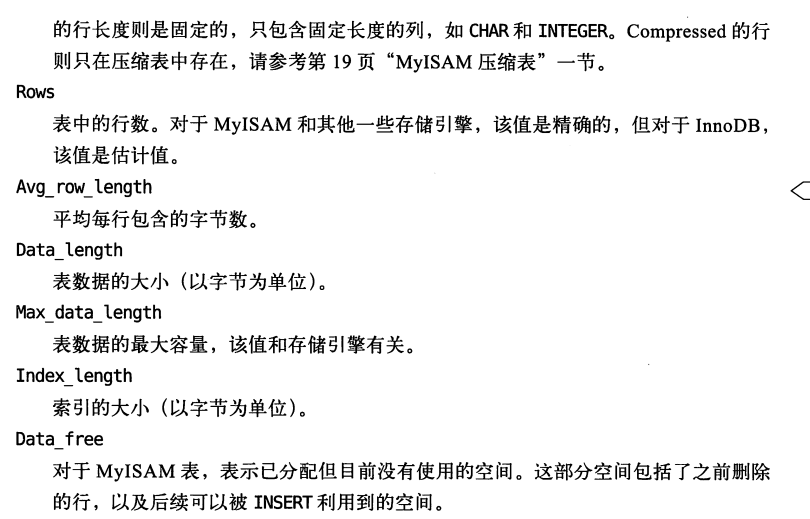 的行长度则是固定的，只包含固定长度的列，如 CHAR 和 INTEGER。Compressed 的行
则只在压缩表中存在，请参考第 19 页“MyISAM 压缩表”一节。
Rows
表中的行数。对于 MyISAM 和其他一些存储引擎，该值是精确的，但对于 InnoDB，
该值是估计值。
Avg_row_length
平均每行包含的字节数。
Data_length
表数据的大小（以字节为单位）。
Max_data_length
表数据的最大容量，该值和存储引擎有关。
Index_length
索引的大小（以字节为单位）。
Data_free
对于 MyISAM 表，表示已分配但目前没有使用的空间。这部分空间包括了之前删除
的行，以及后续可以被 INSERT 利用到的空间。